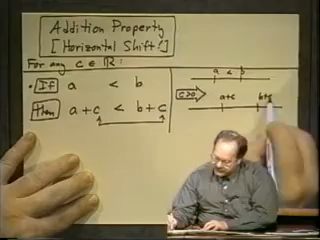 Addition Property
[Horizontal Shift!]
For any c ∈ ℝ:
• If a < b
Then a+c < b+c
a < b
c>0
a+c b+c